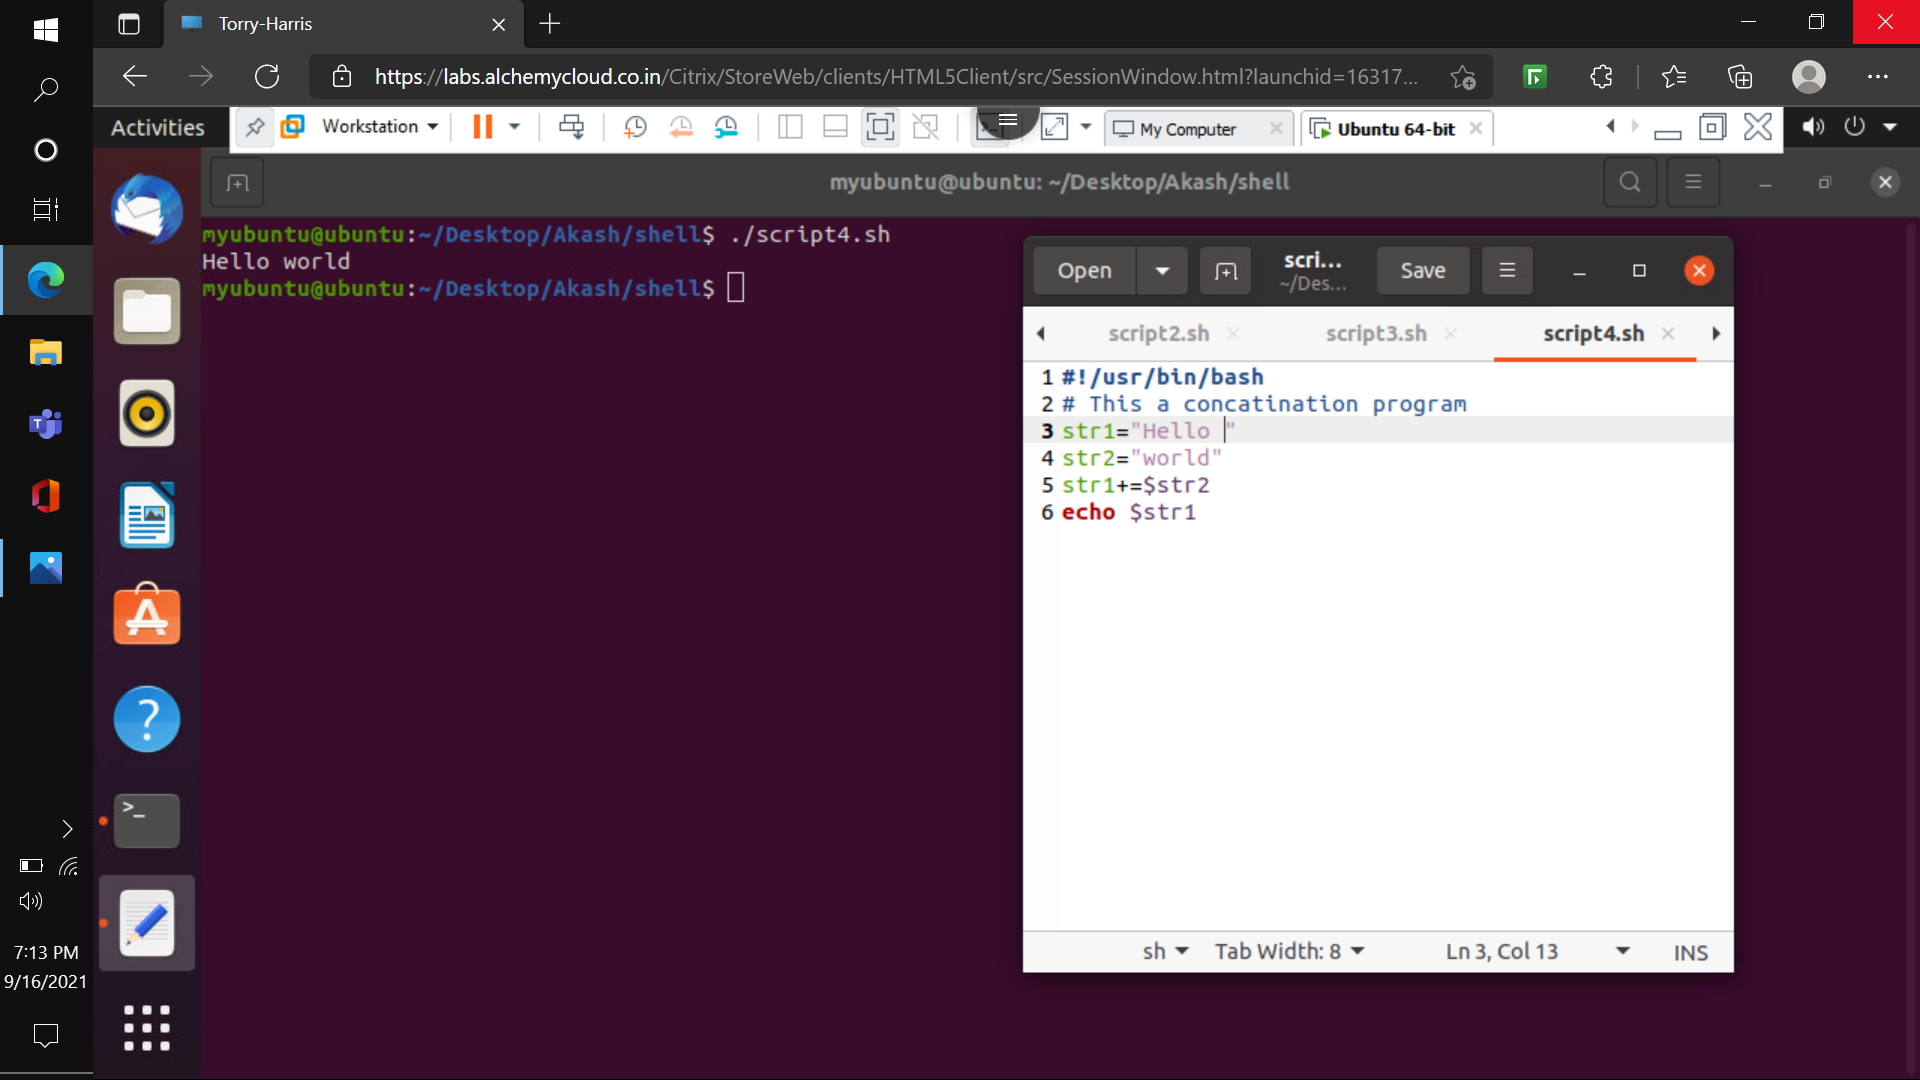 Torry-Harris
https://labs.alchemycloud.co.in/Citrix/StoreWeb/clients/HTML5Client/src/SessionWindow.html?launchid=16317...
Activities
Workstation
My Computer
Ubuntu 64-bit
myubuntu@ubuntu: ~/Desktop/Akash/shell
myubuntu@ubuntu:~/Desktop/Akash/shell$ ./script4.sh
Hello world
myubuntu@ubuntu:~/Desktop/Akash/shell$
Open
scri...
~/Des...
Save
script2.sh
script3.sh
script4.sh
1 #!/usr/bin/bash
2 # This a concatination program
3 str1="Hello "
4 str2="world"
5 str1+=$str2
6 echo $str1
sh
Tab Width: 8
Ln 3, Col 13
INS
7:13 PM
9/16/2021